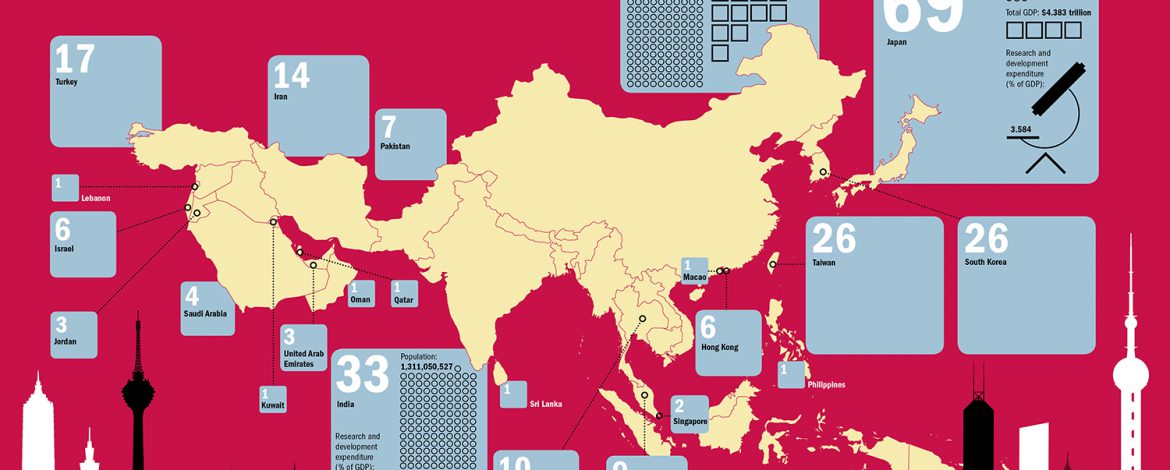 17
Turkey
14
Iran
7
Pakistan
69
Japan
Total GDP: $4.383 trillion
Research and
development
expenditure
(% of GDP):
3.584
1
Lebanon
6
Israel
3
Jordan
4
Saudi Arabia
3
United Arab
Emirates
1
Kuwait
1
Oman
1
Qatar
33
India
Population:
1,311,050,527
Research and
development
expenditure
(% of GDP):
1
Sri Lanka
1
Macao
6
Hong Kong
26
Taiwan
26
South Korea
1
Philippines
2
Singapore
10